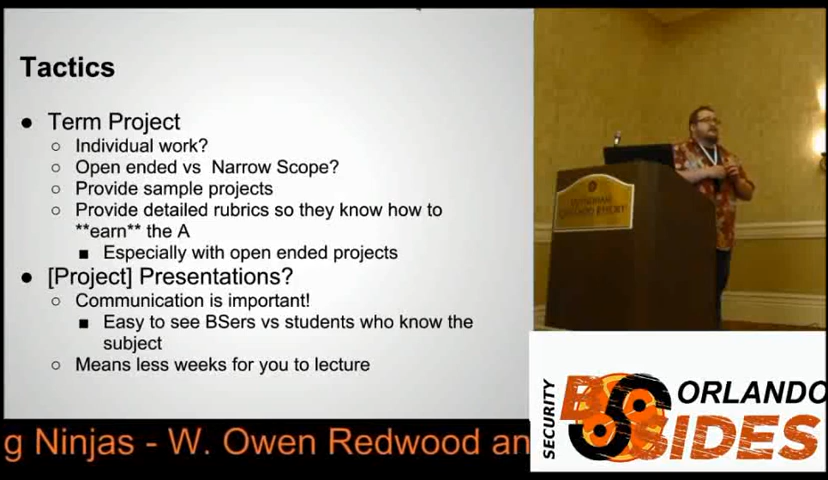 Tactics
● Term Project
○ Individual work?
○ Open ended vs Narrow Scope?
○ Provide sample projects
○ Provide detailed rubrics so they know how to
**earn** the A
■ Especially with open ended projects
● [Project] Presentations?
○ Communication is important!
■ Easy to see BSers vs students who know the
subject
○ Means less weeks for you to lecture
g Ninjas - W. Owen Redwood an
SECURITY
BSIDES
ORLANDO